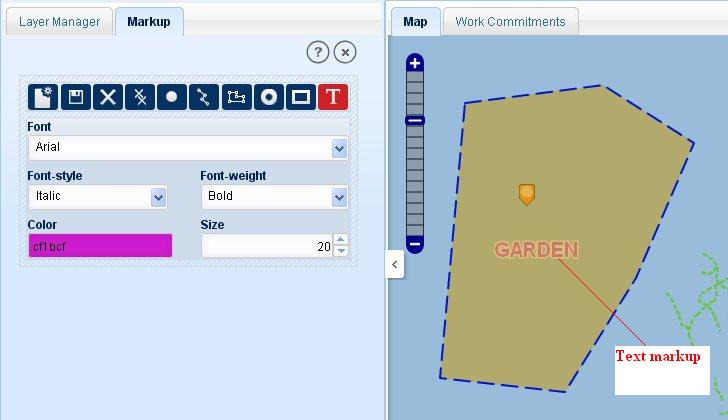 Layer Manager
Markup
Map
Work Commitments
?
T
Font
Arial
Font-style
Font-weight
Italic
Bold
Color
Size
cf1bcf
20
GARDEN
Text markup